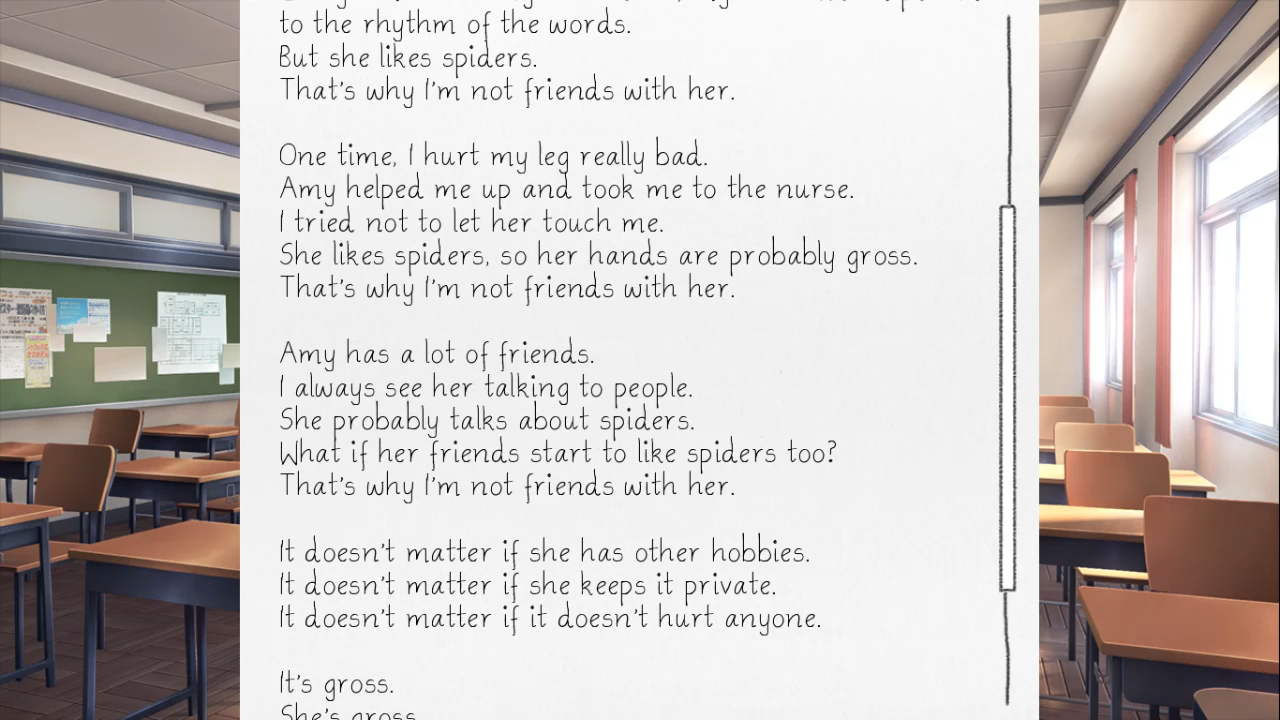 to the rhythm of the words.
But she likes spiders.
That's why I'm not friends with her.
One time, I hurt my leg really bad.
Amy helped me up and took me to the nurse.
I tried not to let her touch me.
She likes spiders, so her hands are probably gross.
That's why I'm not friends with her.
Amy has a lot of friends.
I always see her talking to people.
She probably talks about spiders.
What if her friends start to like spiders too?
That's why I'm not friends with her.
It doesn't matter if she has other hobbies.
It doesn't matter if she keeps it private.
It doesn't matter if it doesn't hurt anyone.
It's gross.
She's gross